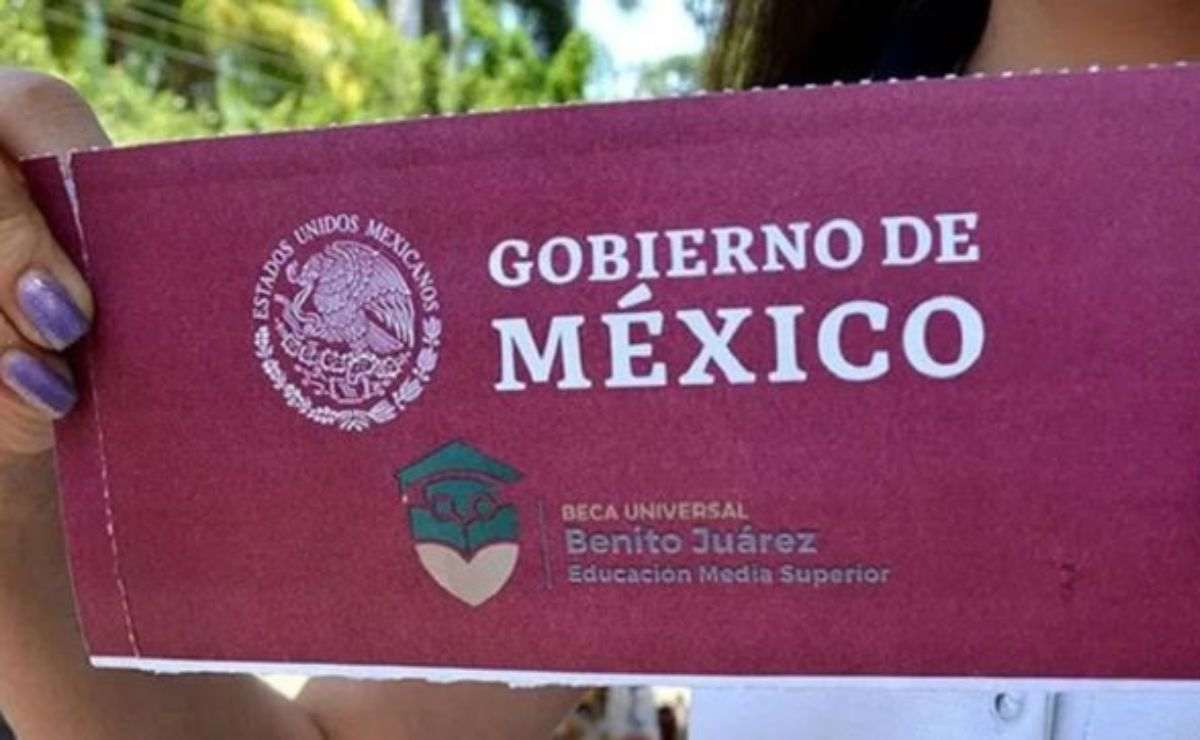 ESTADOS UNIDOS MEXICANOS
GOBIERNO DE
MÉXICO
BECA UNIVERSAL
Benito Juárez
Educación Media Superior